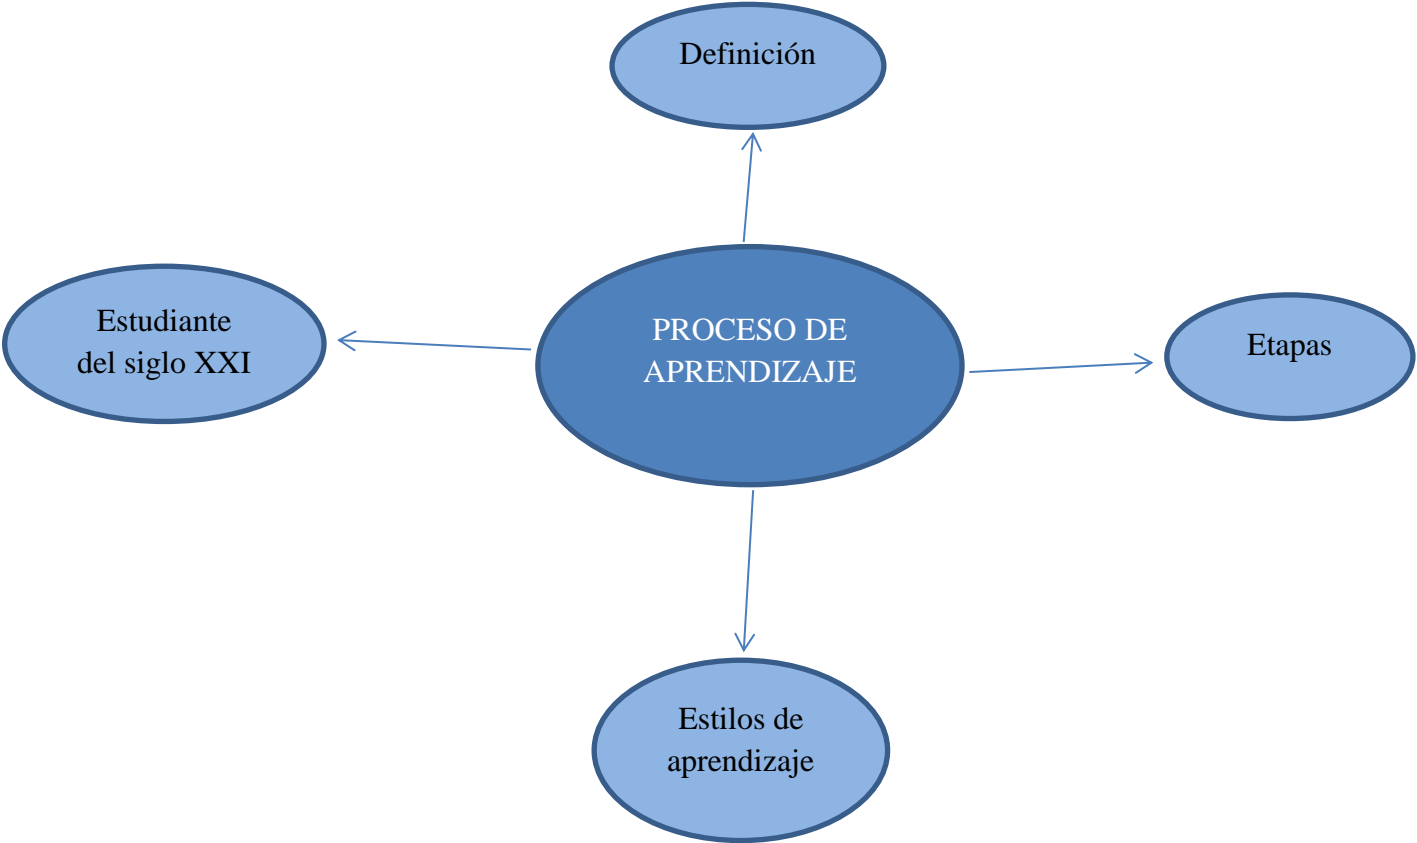 Definición
Estudiante
del siglo XXI
PROCESO DE
APRENDIZAJE
Etapas
Estilos de
aprendizaje